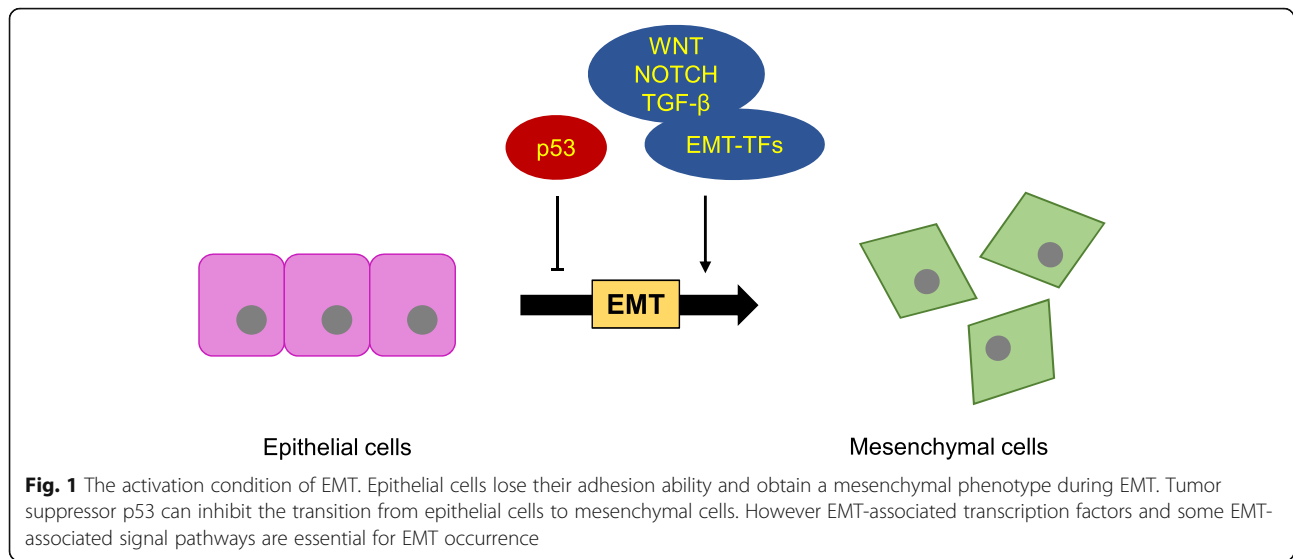 WNT
NOTCH
TGF-β
p53
EMT-TFs
EMT
Epithelial cells
Mesenchymal cells
Fig. 1 The activation condition of EMT. Epithelial cells lose their adhesion ability and obtain a mesenchymal phenotype during EMT. Tumor
suppressor p53 can inhibit the transition from epithelial cells to mesenchymal cells. However EMT-associated transcription factors and some EMT-
associated signal pathways are essential for EMT occurrence